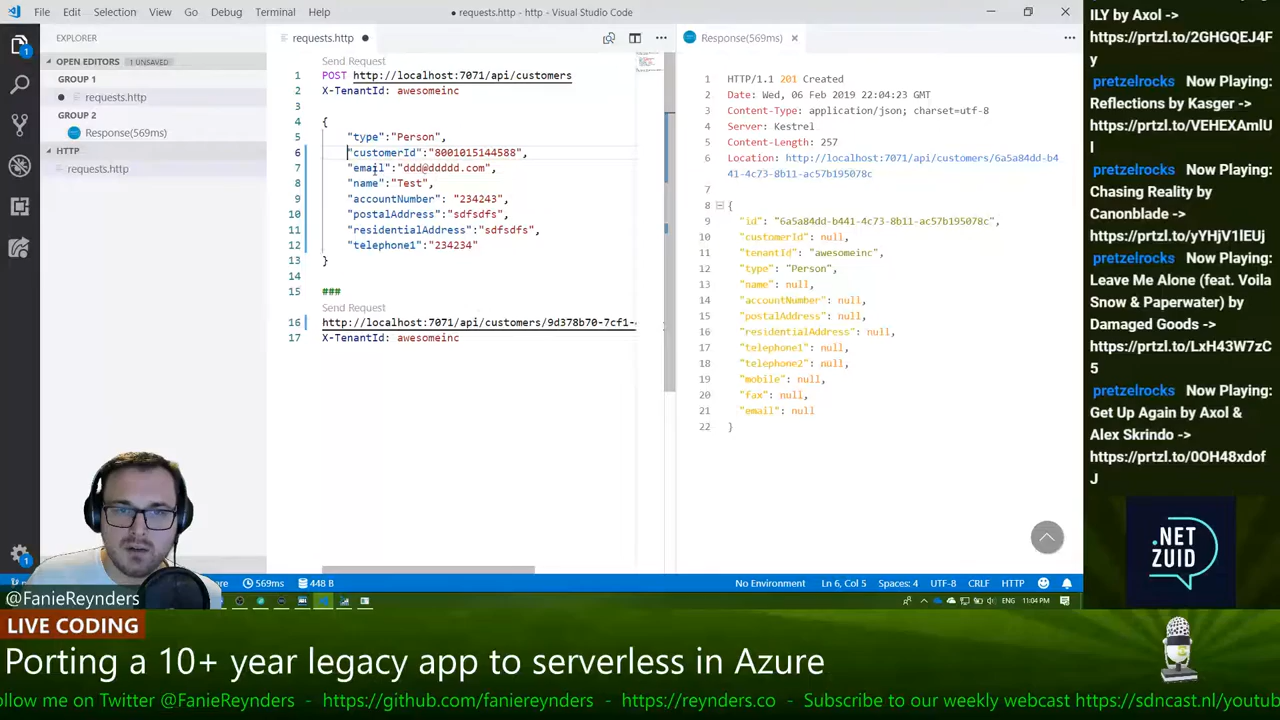 File Edit View Go Debug Terminal Help
● requests.http - http - Visual Studio Code
EXPLORER
OPEN EDITORS 1 UNSAVED
GROUP 1
requests.http
GROUP 2
Response(569ms)
HTTP
requests.http
requests.http ●
Send Request
1 POST http://localhost:7071/api/customers
2 X-TenantId: awesomeinc
3
4 {
5 "type":"Person",
6 "customerId":"8001015144588",
7 "email":"ddd@ddddd.com",
8 "name":"Test",
9 "accountNumber": "234243",
10 "postalAddress": "sdfsdfs",
11 "residentialAddress":"sdfsdfs",
12 "telephone1":"234234"
13 }
14
15 ###
Send Request
16 http://localhost:7071/api/customers/9d378b70-7cf1-
17 X-TenantId: awesomeinc
Response(569ms) ×
1 HTTP/1.1 201 Created
2 Date: Wed, 06 Feb 2019 22:04:23 GMT
3 Content-Type: application/json; charset=utf-8
4 Server: Kestrel
5 Content-Length: 257
6 Location: http://localhost:7071/api/customers/6a5a84dd-b4
41-4c73-8b11-ac57b195078c
7
8 {
9 "id": "6a5a84dd-b441-4c73-8b11-ac57b195078c",
10 "customerId": null,
11 "tenantId": "awesomeinc",
12 "type": "Person",
13 "name": null,
14 "accountNumber": null,
15 "postalAddress": null,
16 "residentialAddress": null,
17 "telephone1": null,
18 "telephone2": null,
19 "mobile": null,
20 "fax": null,
21 "email": null
22 }
ILY by Axol ->
https://prtzl.to/2GHGQEJ4F
y
pretzelrocks Now Playing:
Reflections by Kasger ->
https://prtzl.to/VEHEXAmlU
I
pretzelrocks Now Playing:
Chasing Reality by
Canonblade ->
https://prtzl.to/yYHjV1lEUj
pretzelrocks Now Playing:
Leave Me Alone (feat. Voila
Snow & Paperwater) by
Damaged Goods ->
https://prtzl.to/LxH43W7zC
5
pretzelrocks Now Playing:
Get Up Again by Axol &
Alex Skrindo ->
https://prtzl.to/0OH48xdof
J
.NET
ZUID
569ms 448 B No Environment Ln 6, Col 5 Spaces: 4 UTF-8 CRLF HTTP
@FanieReynders
ENG 11:04 PM
LIVE CODING
Porting a 10+ year legacy app to serverless in Azure
ollow me on Twitter @FanieReynders - https://github.com/faniereynders - https://reynders.co - Subscribe to our weekly webcast https://sdncast.nl/youtub